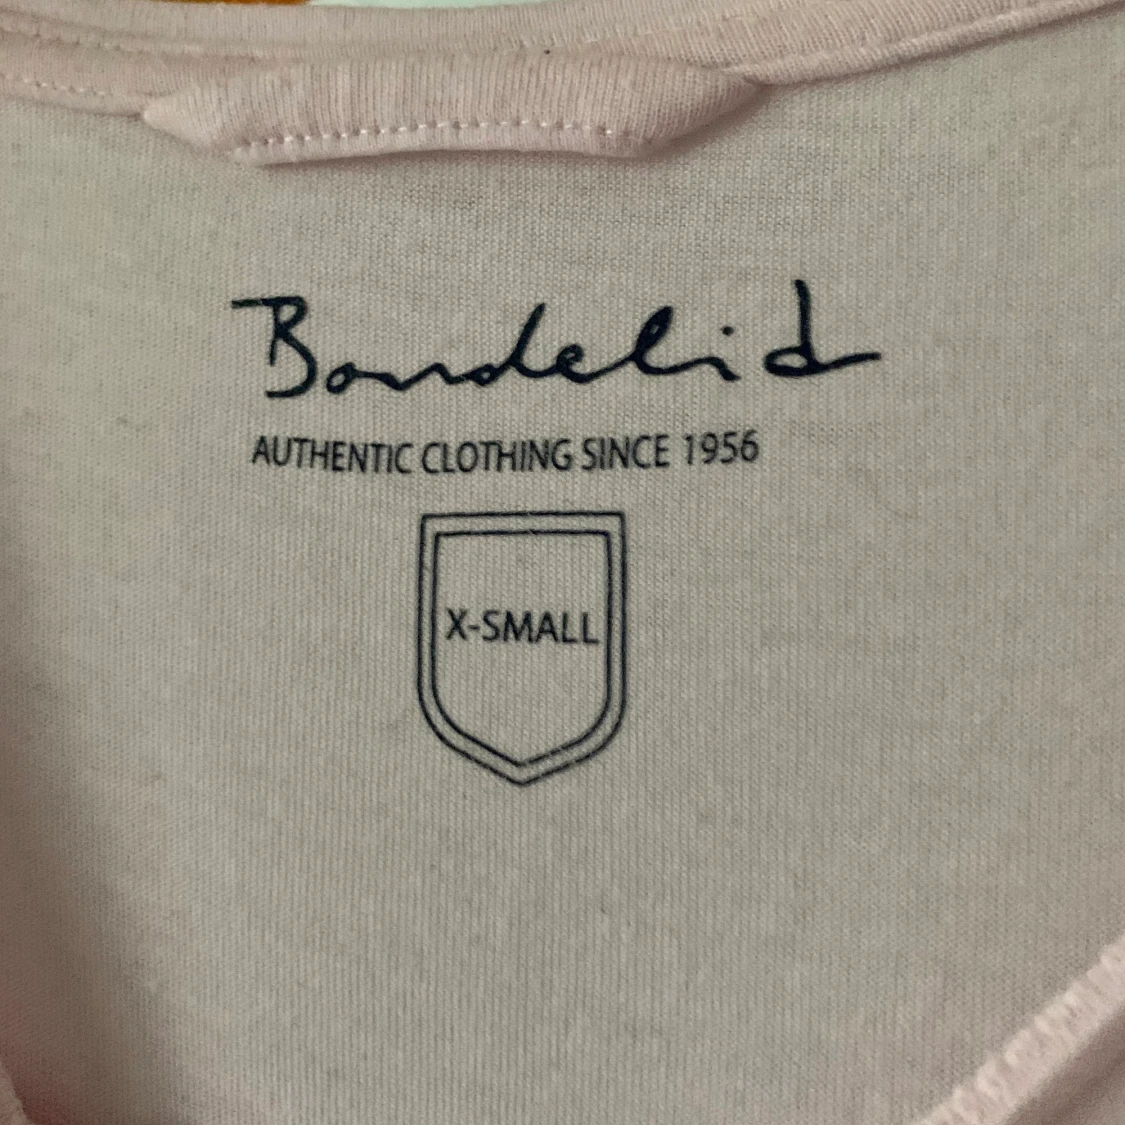 Bondelid
AUTHENTIC CLOTHING SINCE 1956
X-SMALL